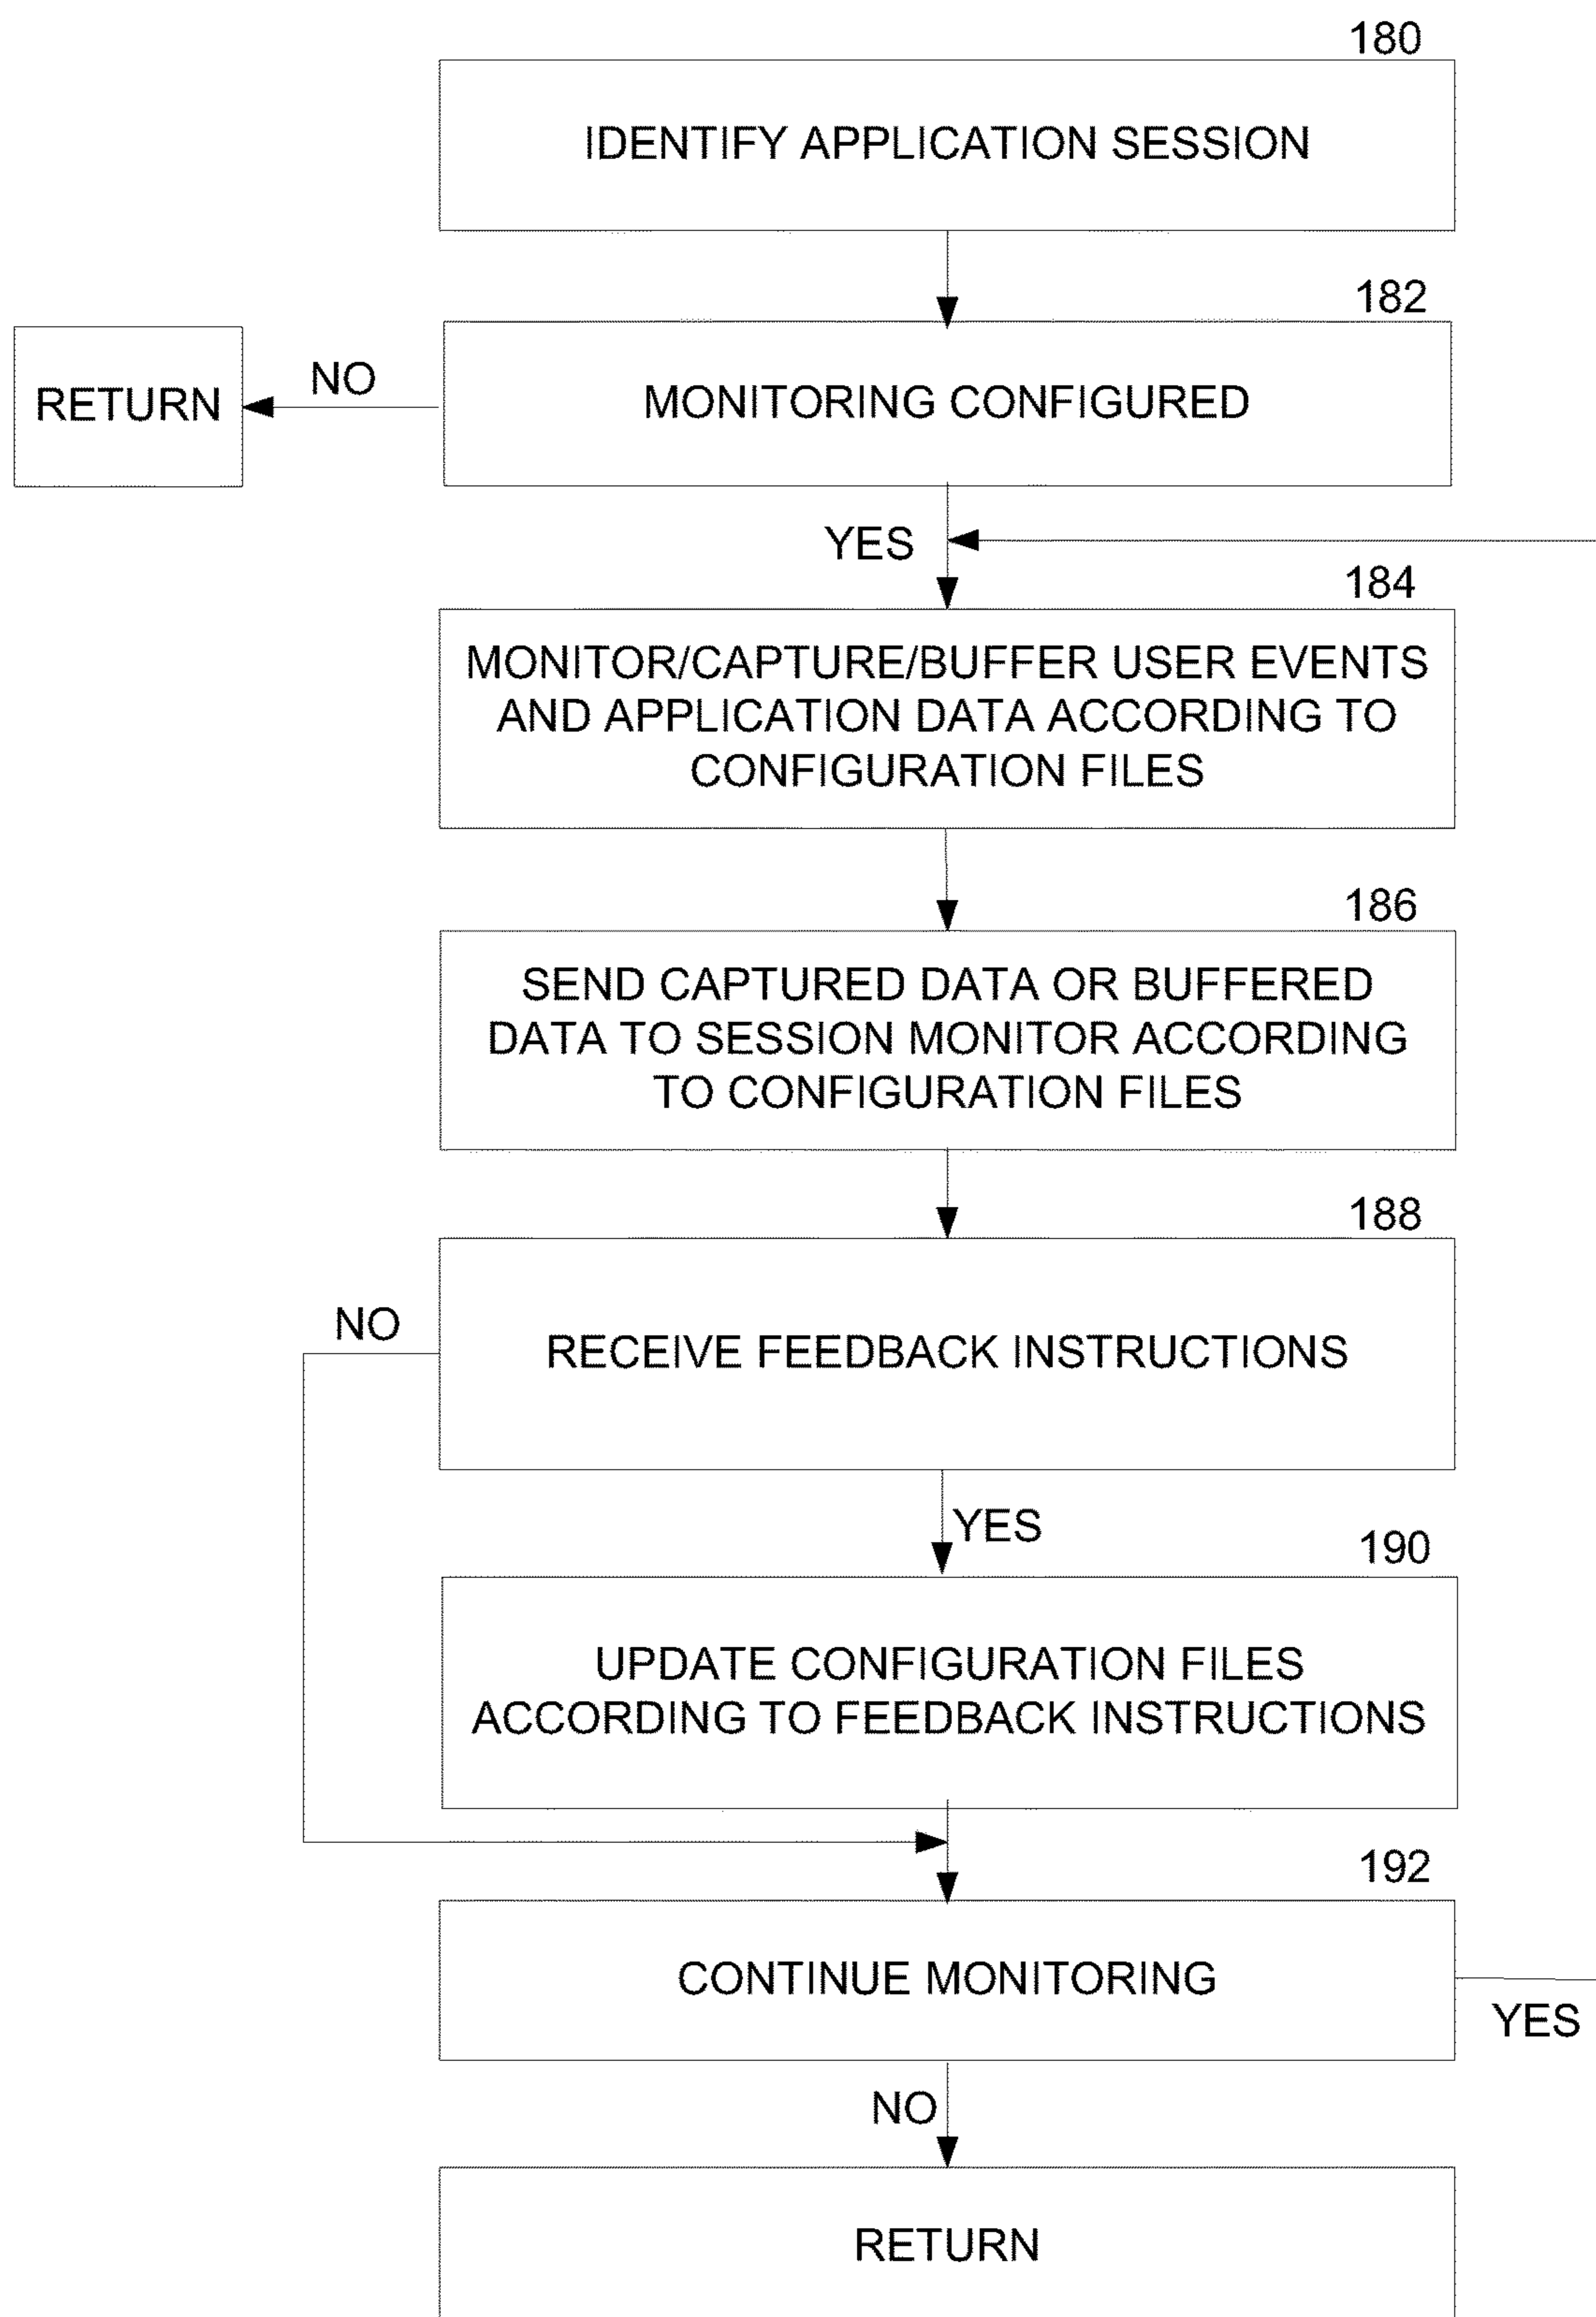 180
IDENTIFY APPLICATION SESSION
182
NO
RETURN
MONITORING CONFIGURED
YES
184
MONITOR/CAPTURE/BUFFER USER EVENTS
AND APPLICATION DATA ACCORDING TO
CONFIGURATION FILES
186
SEND CAPTURED DATA OR BUFFERED
DATA TO SESSION MONITOR ACCORDING
TO CONFIGURATION FILES
188
NO
RECEIVE FEEDBACK INSTRUCTIONS
YES
190
UPDATE CONFIGURATION FILES
ACCORDING TO FEEDBACK INSTRUCTIONS
192
CONTINUE MONITORING
YES
NO
RETURN